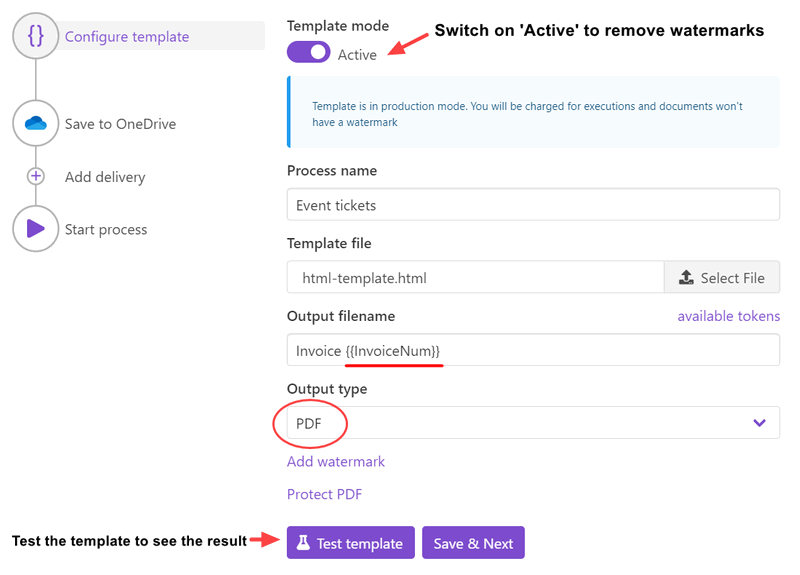 {}
Configure template
Save to OneDrive
Add delivery
Start process
Template mode
Active
Switch on 'Active' to remove watermarks
Template is in production mode. You will be charged for executions and documents won't
have a watermark
Process name
Event tickets
Template file
html-template.html
Select File
Output filename
available tokens
Invoice {{InvoiceNum}}
Output type
PDF
Add watermark
Protect PDF
Test the template to see the result
Test template
Save & Next